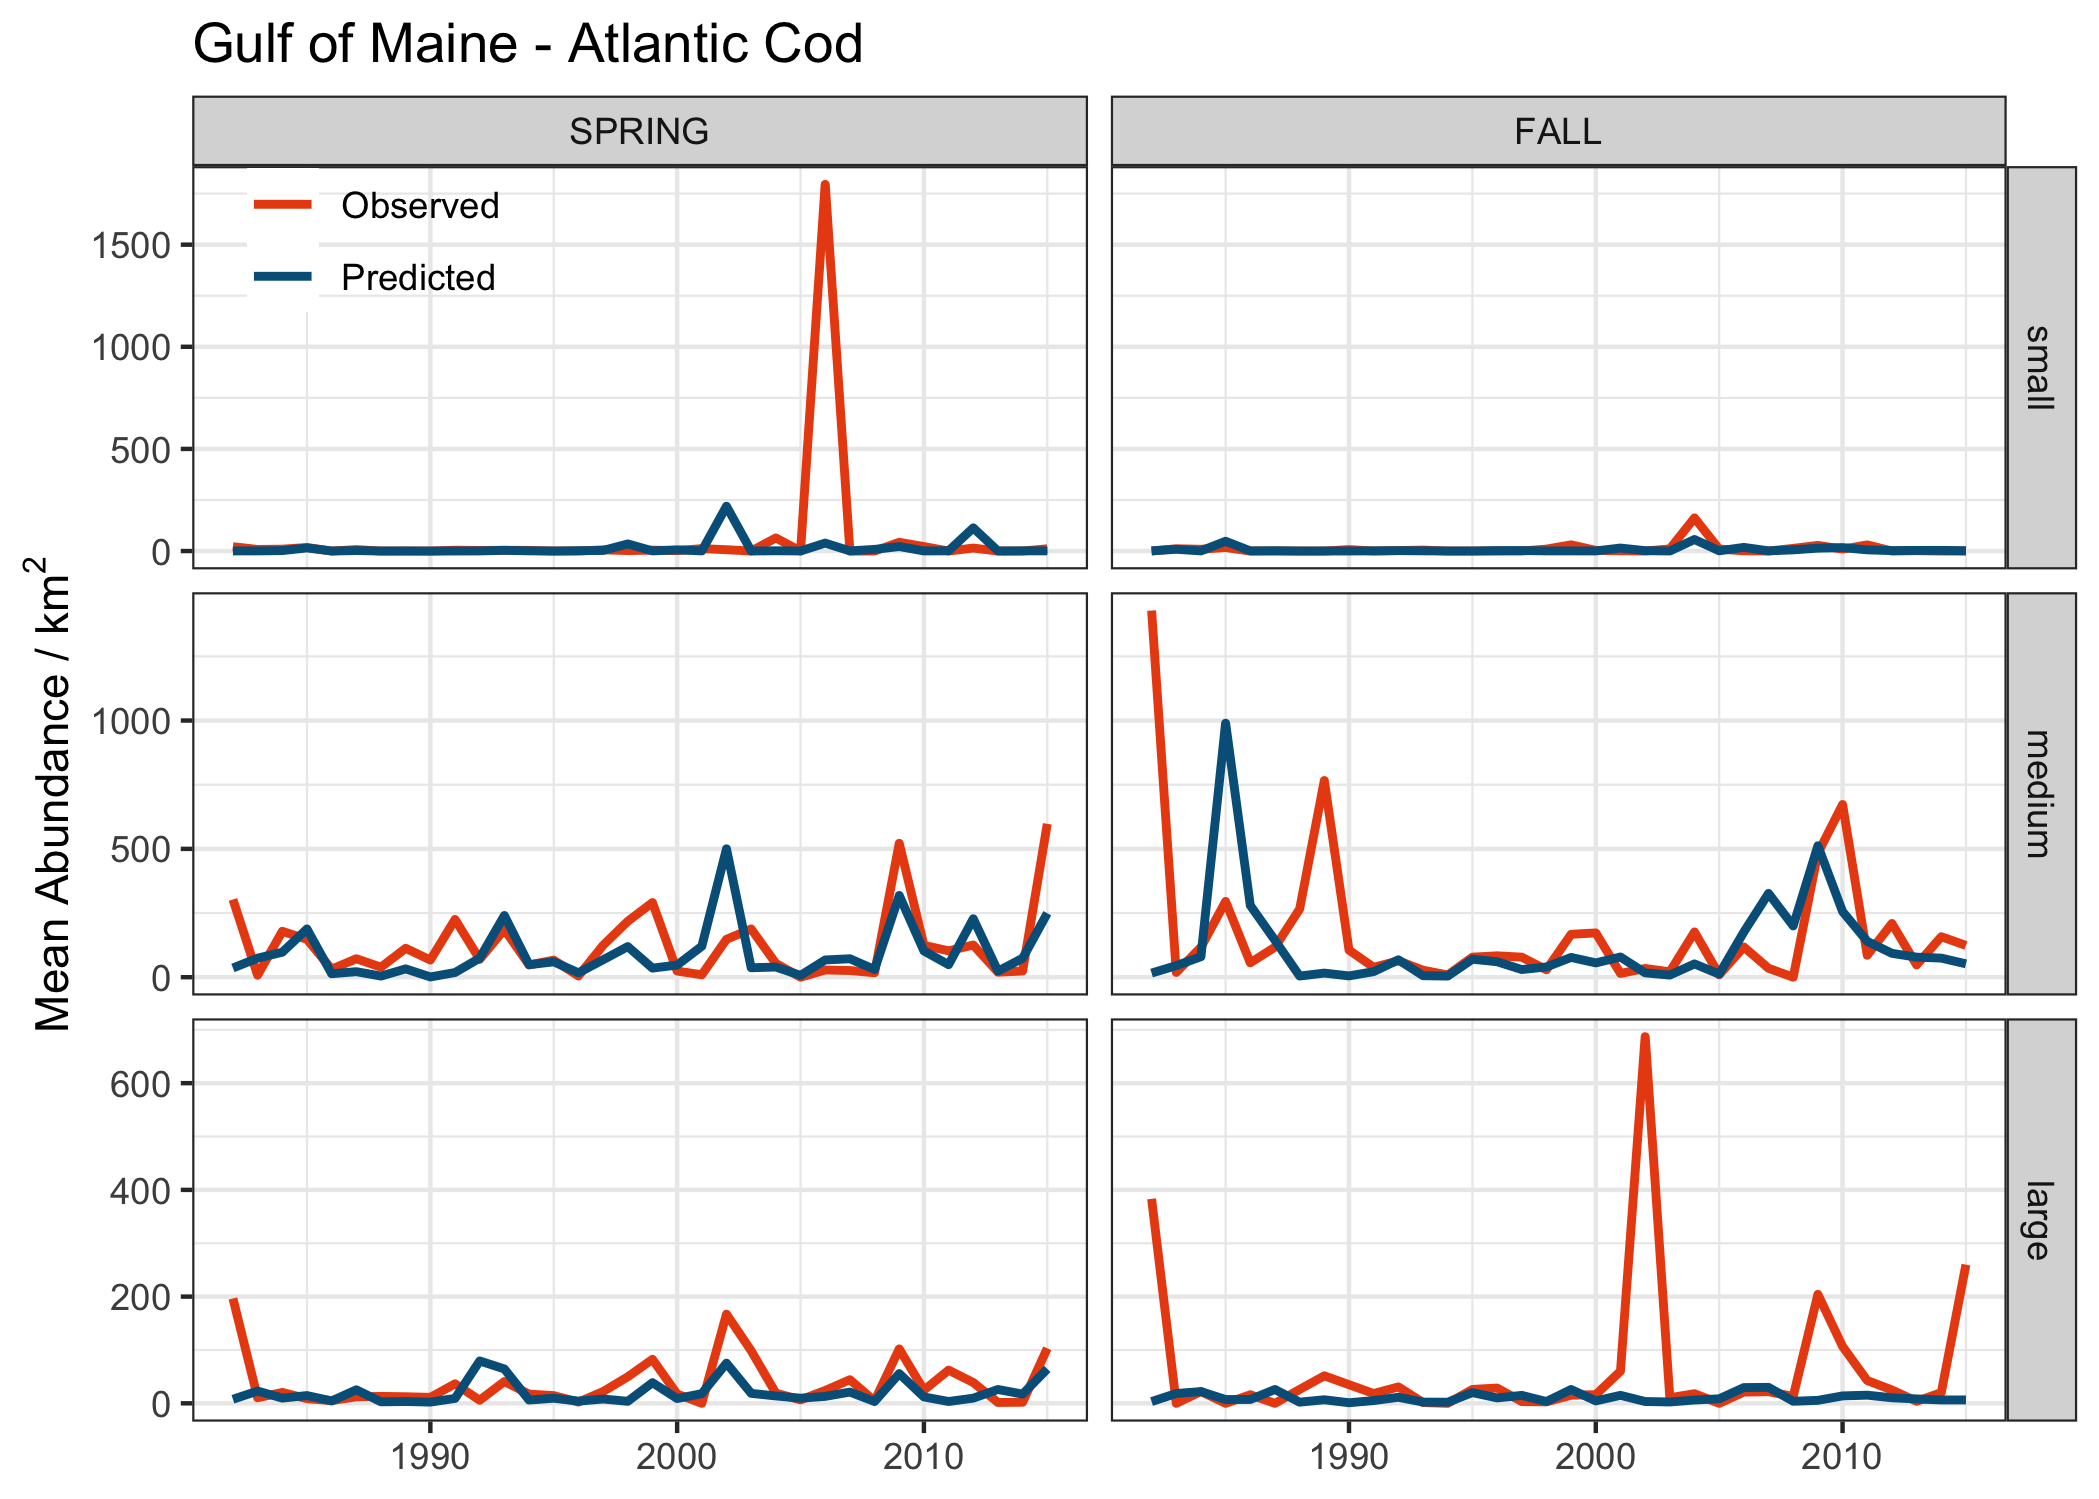 Gulf of Maine - Atlantic Cod
SPRING
FALL
Observed
Predicted
Mean Abundance / km²
1500
1000
500
0
small
1000
500
0
medium
600
400
200
0
large
1990
2000
2010
1990
2000
2010